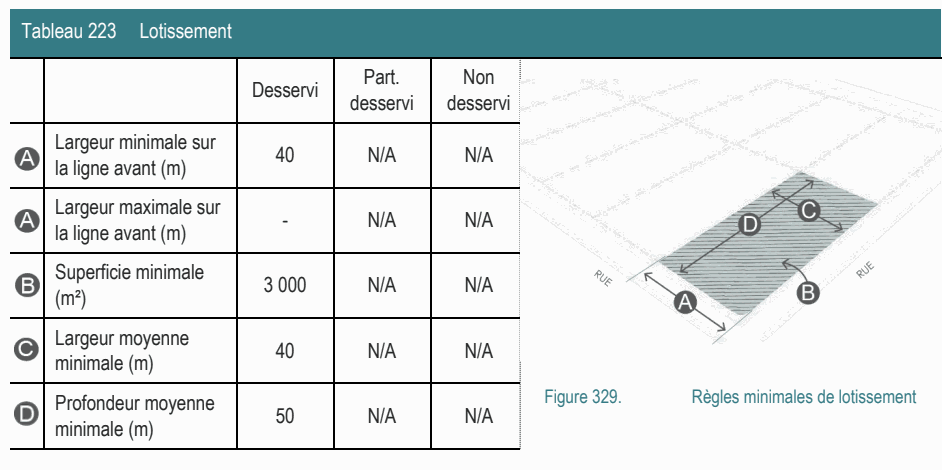 Tableau 223 Lotissement
Desservi
Part.
desservi
Non
desservi
A Largeur minimale sur
la ligne avant (m) 40 N/A N/A
A Largeur maximale sur
la ligne avant (m) - N/A N/A
B Superficie minimale
(m²) 3 000 N/A N/A
C Largeur moyenne
minimale (m) 40 N/A N/A
D Profondeur moyenne
minimale (m) 50 N/A N/A
C
D
RUE
RUE
A
B
Figure 329. Règles minimales de lotissement